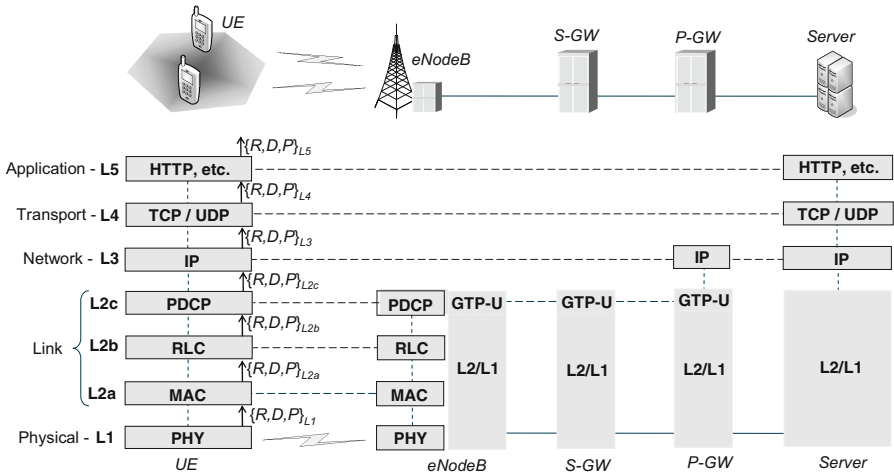 UE
eNodeB
S-GW
P-GW
Server
{R,D,P}L5
Application - L5 HTTP, etc. HTTP, etc.
{R,D,P}L4
Transport - L4 TCP / UDP TCP / UDP
{R,D,P}L3
Network - L3 IP IP IP
{R,D,P}L2c
L2c PDCP PDCP GTP-U GTP-U GTP-U
{R,D,P}L2b
Link L2b RLC RLC L2/L1 L2/L1 L2/L1 L2/L1
{R,D,P}L2a
L2a MAC MAC
{R,D,P}L1
Physical - L1 PHY PHY
UE eNodeB S-GW P-GW Server